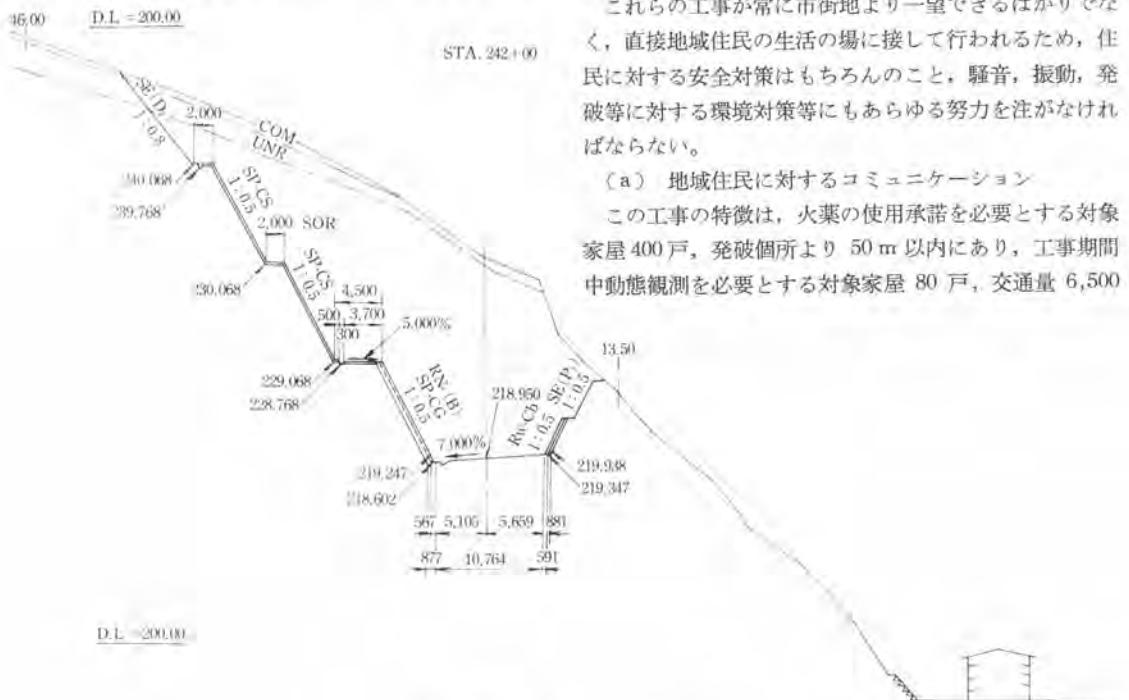 これらの工事が常に市街地より一望できるばかりでな
く，直接地域住民の生活の場に接して行われるため，住
民に対する安全対策はもちろんのこと，騒音，振動，発
破等に対する環境対策等にもあらゆる努力を注がなけれ
ばならない。
（a） 地域住民に対するコミュニケーション
この工事の特徴は，火薬の使用承諾を必要とする対象
家屋 400 戸，発破個所より 50 m 以内にあり，工事期間
中動態観測を必要とする対象家屋 80 戸，交通量 6,500
46.00
D.L = 200.00
STA. 242+00
1:0.8
2,000
COM
UNR
240.068
239.768
SP-CS
1:0.5
2,000 SOR
230.068
SP-CS
1:0.5
4,500
500 3,700
300
5.000%
229.068
228.768
RN-(B)
SP-CG
1:0.5
13.50
218.950
Rw-Cb
1:0.5
SE(P₁)
1:0.5
7.000%
219.247
218.602
219.938
219.347
567 5,105 5,659 881
877 10,764 591
D.L = 200.00